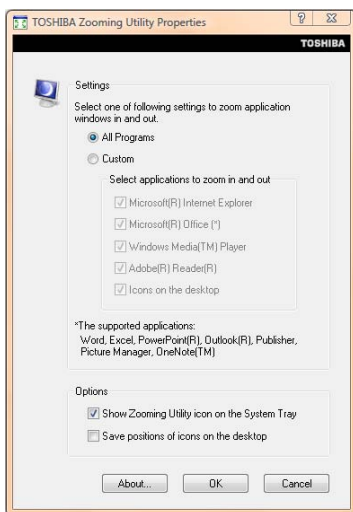 TOSHIBA Zooming Utility Properties
TOSHIBA
Settings
Select one of following settings to zoom application
windows in and out.
All Programs
Custom
Select applications to zoom in and out
Microsoft(R) Internet Explorer
Microsoft(R) Office (*)
Windows Media(TM) Player
Adobe(R) Reader(R)
Icons on the desktop
*The supported applications:
Word, Excel, PowerPoint(R), Outlook(R), Publisher,
Picture Manager, OneNote(TM)
Options
Show Zooming Utility icon on the System Tray
Save positions of icons on the desktop
About... OK Cancel